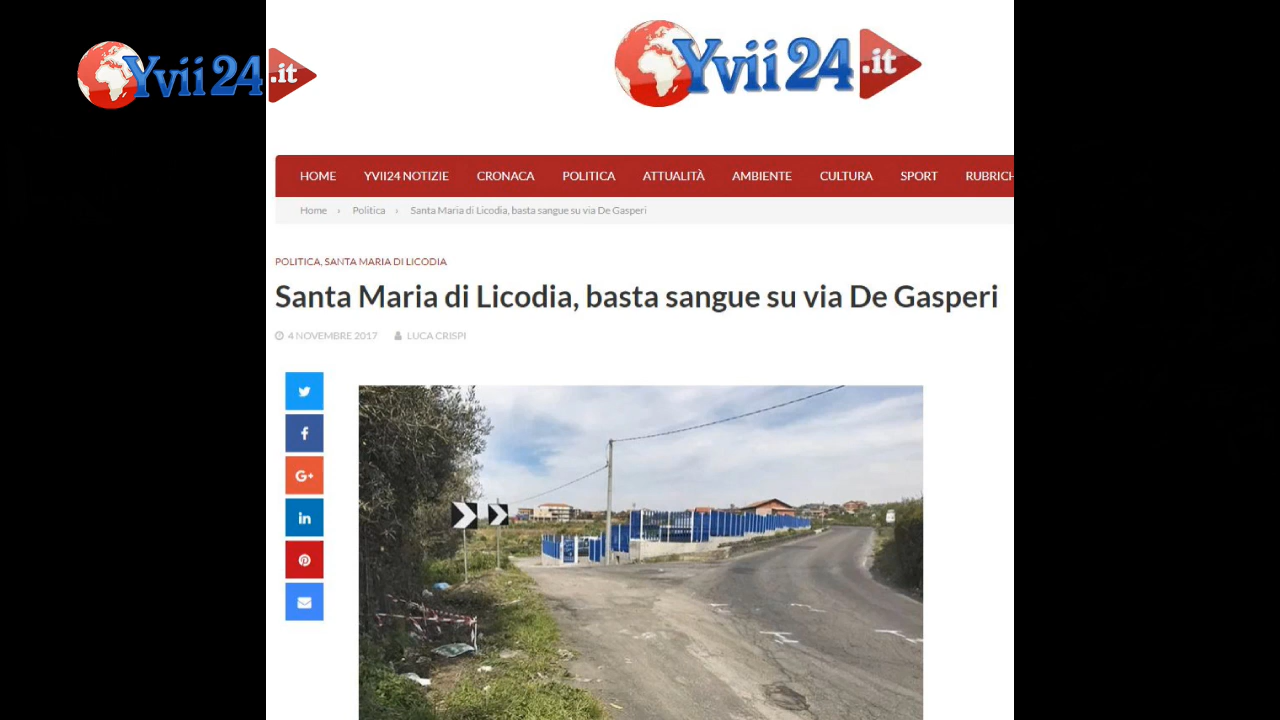 Yvii24.it
Yvii24.it
HOME YVII24 NOTIZIE CRONACA POLITICA ATTUALITÀ AMBIENTE CULTURA SPORT RUBRICH
Home › Politica › Santa Maria di Licodia, basta sangue su via De Gasperi
POLITICA, SANTA MARIA DI LICODIA
Santa Maria di Licodia, basta sangue su via De Gasperi
4 NOVEMBRE 2017 LUCA CRISPI